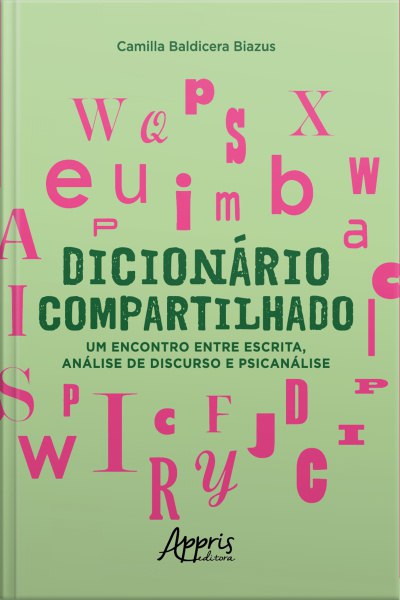 Camilla Baldicera Biazus
W Q p s X
e u i m b w
A p a c
DICIONÁRIO
COMPARTILHADO
UM ENCONTRO ENTRE ESCRITA,
ANÁLISE DE DISCURSO E PSICANÁLISE
I l
S P I c F J D I P
W R y C
Appris
editora